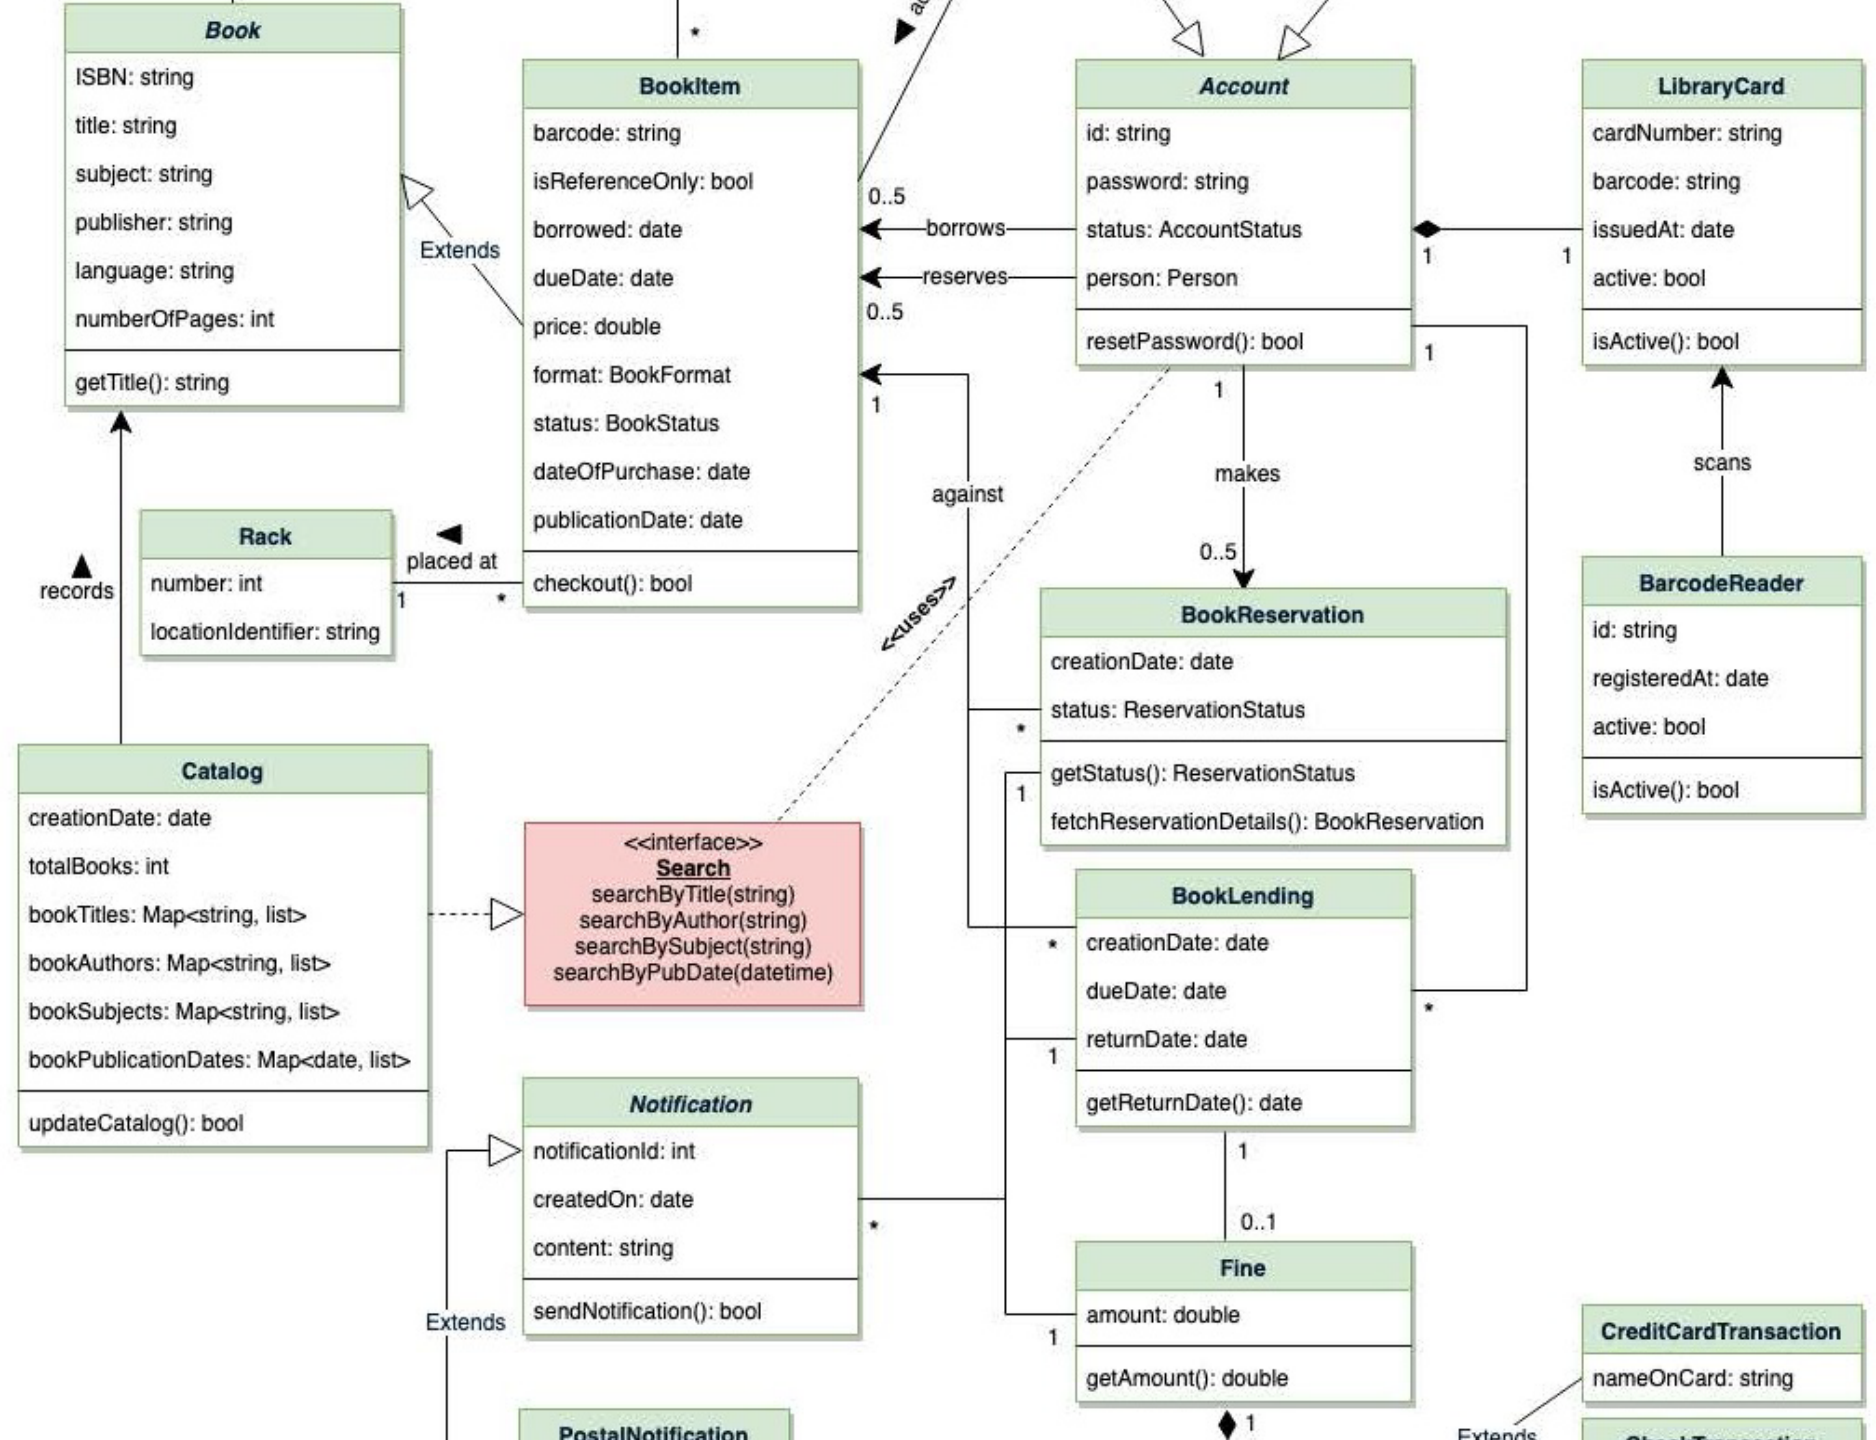 Book
ISBN: string
title: string
subject: string
publisher: string
language: string
numberOfPages: int
getTitle(): string
Extends
*
BookItem
barcode: string
isReferenceOnly: bool
borrowed: date
dueDate: date
price: double
format: BookFormat
status: BookStatus
dateOfPurchase: date
publicationDate: date
checkout(): bool
0..5
borrows
reserves
0..5
1
against
Account
id: string
password: string
status: AccountStatus
person: Person
resetPassword(): bool
1
1
1
1
LibraryCard
cardNumber: string
barcode: string
issuedAt: date
active: bool
isActive(): bool
scans
makes
0..5
<<uses>>
Rack
number: int
locationIdentifier: string
placed at
1
*
records
BookReservation
creationDate: date
status: ReservationStatus
getStatus(): ReservationStatus
fetchReservationDetails(): BookReservation
*
1
BarcodeReader
id: string
registeredAt: date
active: bool
isActive(): bool
Catalog
creationDate: date
totalBooks: int
bookTitles: Map<string, list>
bookAuthors: Map<string, list>
bookSubjects: Map<string, list>
bookPublicationDates: Map<date, list>
updateCatalog(): bool
<<interface>>
Search
searchByTitle(string)
searchByAuthor(string)
searchBySubject(string)
searchByPubDate(datetime)
BookLending
creationDate: date
dueDate: date
returnDate: date
getReturnDate(): date
*
*
1
1
0..1
Notification
notificationId: int
createdOn: date
content: string
sendNotification(): bool
*
Extends
Fine
amount: double
getAmount(): double
1
1
PostalNotification
CreditCardTransaction
nameOnCard: string
Extends